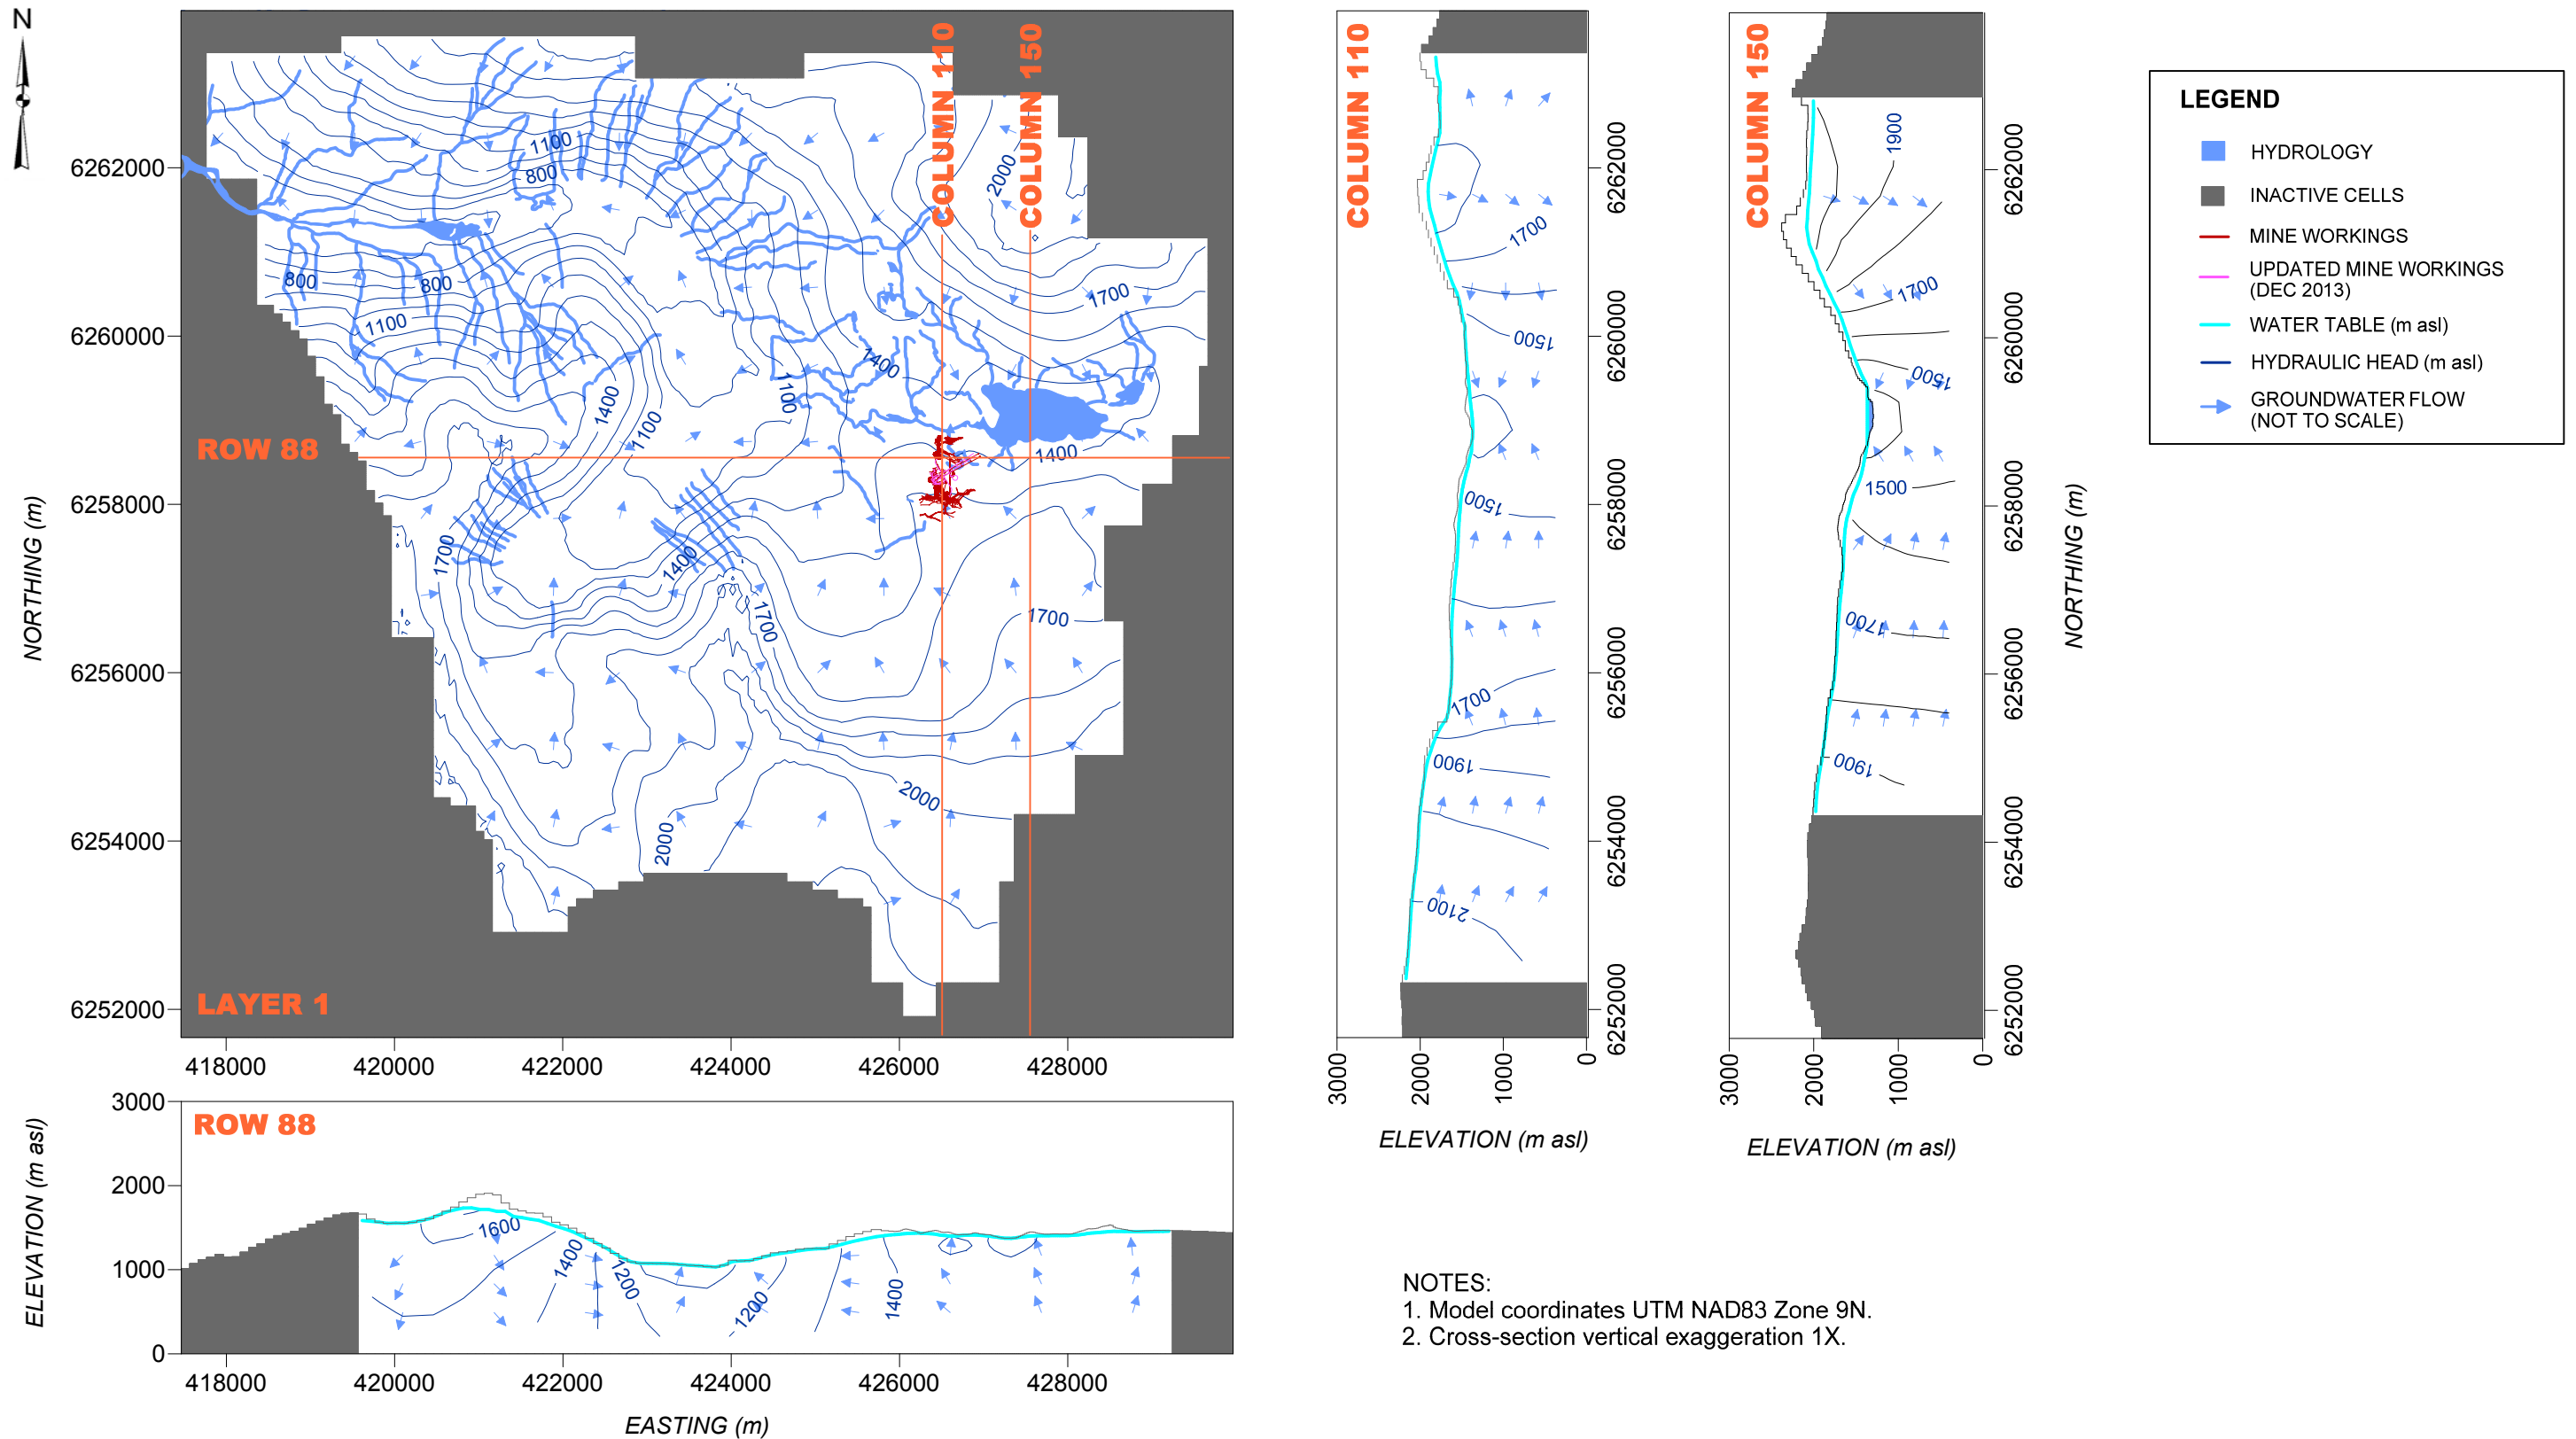 N
COLUMN 110
COLUMN 150
1100
800
2000
6262000
800
800
1700
1100
6260000
1400
1400
1100
1100
ROW 88
1400
6258000
1700
1400
1700
1700
6256000
2000
2000
6254000
LAYER 1
6252000
NORTHING (m)
418000
420000
422000
424000
426000
428000
ROW 88
3000
2000
1000
0
1600
1400
1200
1200
1400
ELEVATION (m asl)
418000
420000
422000
424000
426000
428000
EASTING (m)
COLUMN 110
1700
1500
1500
1700
1900
2100
6262000
6260000
6258000
6256000
6254000
6252000
3000
2000
1000
0
ELEVATION (m asl)
COLUMN 150
1900
1700
1500
1500
1700
1900
6262000
6260000
6258000
6256000
6254000
6252000
NORTHING (m)
3000
2000
1000
0
ELEVATION (m asl)
LEGEND
HYDROLOGY
INACTIVE CELLS
MINE WORKINGS
UPDATED MINE WORKINGS
(DEC 2013)
WATER TABLE (m asl)
HYDRAULIC HEAD (m asl)
GROUNDWATER FLOW
(NOT TO SCALE)
NOTES:
1. Model coordinates UTM NAD83 Zone 9N.
2. Cross-section vertical exaggeration 1X.